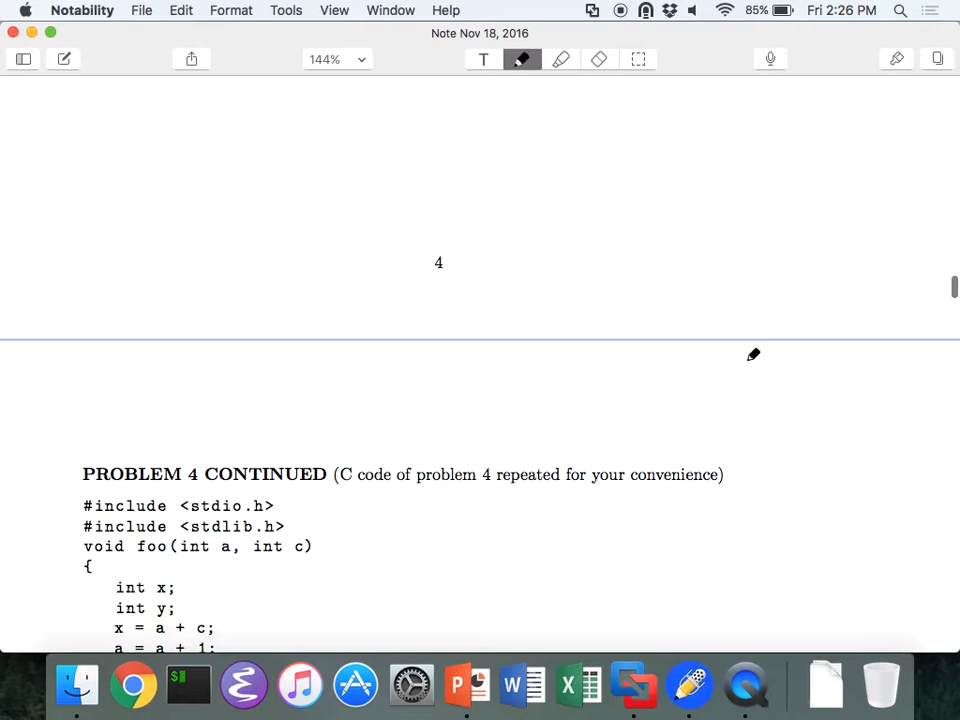 Notability File Edit Format Tools View Window Help 85% Fri 2:26 PM
Note Nov 18, 2016
144% T
4
PROBLEM 4 CONTINUED (C code of problem 4 repeated for your convenience)
#include <stdio.h>
#include <stdlib.h>
void foo(int a, int c)
{
int x;
int y;
x = a + c;
a = a + 1;
$
P W X